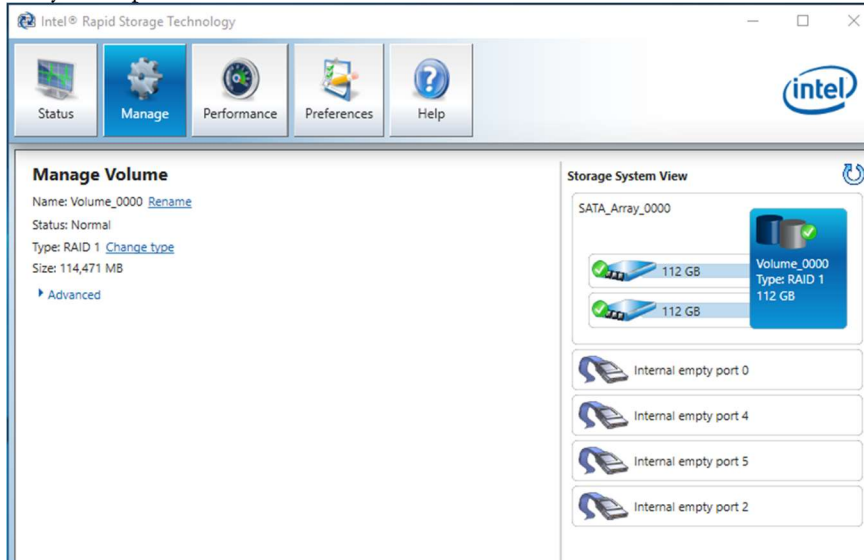 Intel® Rapid Storage Technology
Status
Manage
Performance
Preferences
Help
intel
Manage Volume
Name: Volume_0000 Rename
Status: Normal
Type: RAID 1 Change type
Size: 114,471 MB
Advanced
Storage System View
SATA_Array_0000
112 GB
112 GB
Volume_0000
Type: RAID 1
112 GB
Internal empty port 0
Internal empty port 4
Internal empty port 5
Internal empty port 2